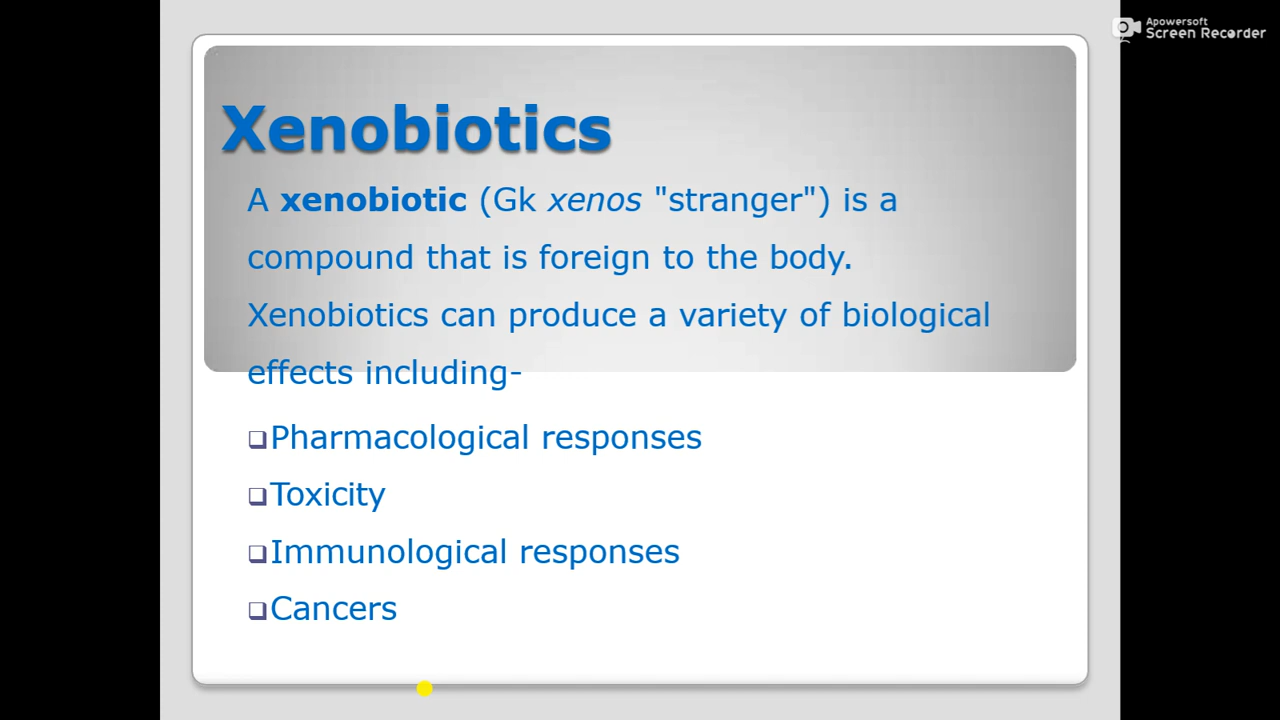 Apowersoft
Screen Recorder
Xenobiotics
A xenobiotic (Gk xenos "stranger") is a
compound that is foreign to the body.
Xenobiotics can produce a variety of biological
effects including-
❑Pharmacological responses
❑Toxicity
❑Immunological responses
❑Cancers